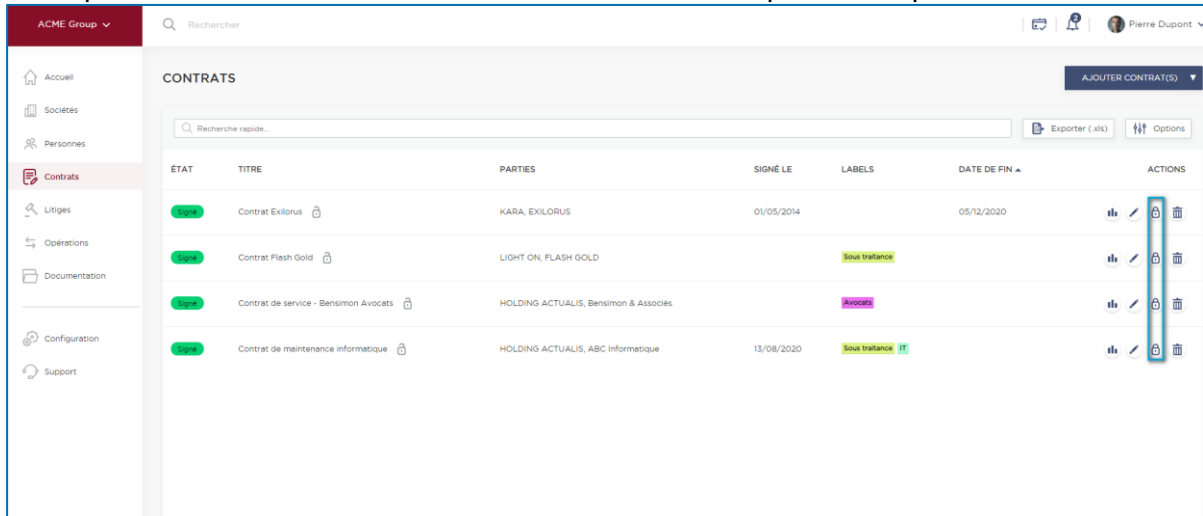 ACME Group
Rechercher
2
Pierre Dupont
Accueil
Sociétés
Personnes
Contrats
Litiges
Opérations
Documentation
Configuration
Support
CONTRATS
AJOUTER CONTRAT(S)
Recherche rapide...
Exporter (.xls)
Options
ÉTAT TITRE PARTIES SIGNÉ LE LABELS DATE DE FIN ACTIONS
Signé Contrat Exilorus KARA, EXILORUS 01/05/2014 05/12/2020
Signé Contrat Flash Gold LIGHT ON, FLASH GOLD Sous traitance
Signé Contrat de service - Bensimon Avocats HOLDING ACTUALIS, Bensimon & Associés Avocats
Signé Contrat de maintenance informatique HOLDING ACTUALIS, ABC Informatique 13/08/2020 Sous traitance IT